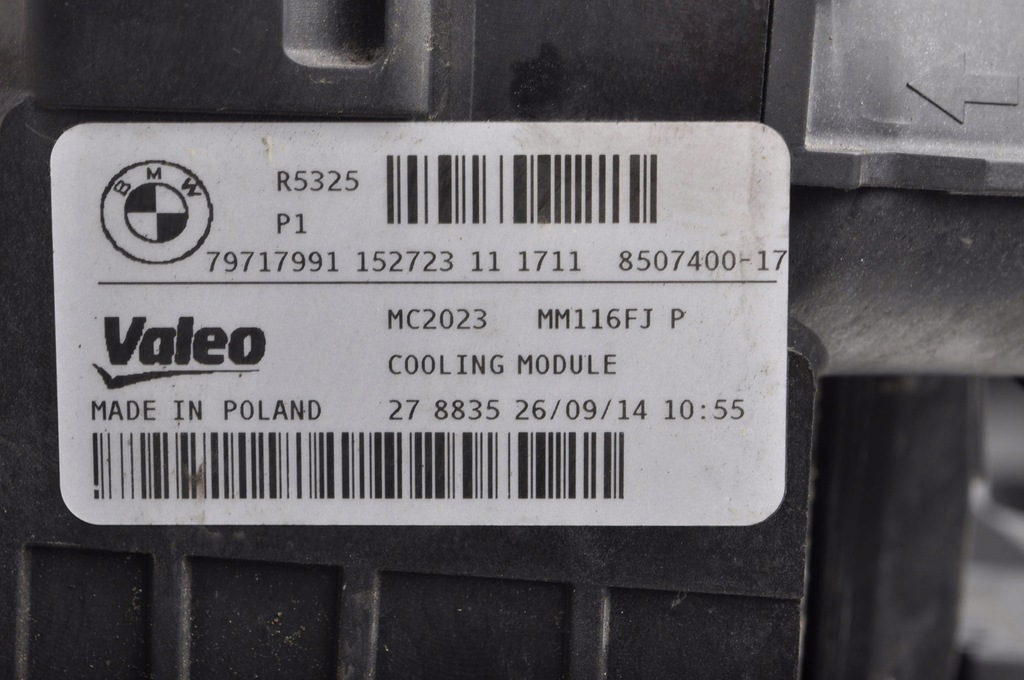 BMW
R5325
P1
79717991 152723 11 1711 8507400-17
Valeo
MC2023 MM116FJ P
COOLING MODULE
MADE IN POLAND 27 8835 26/09/14 10:55